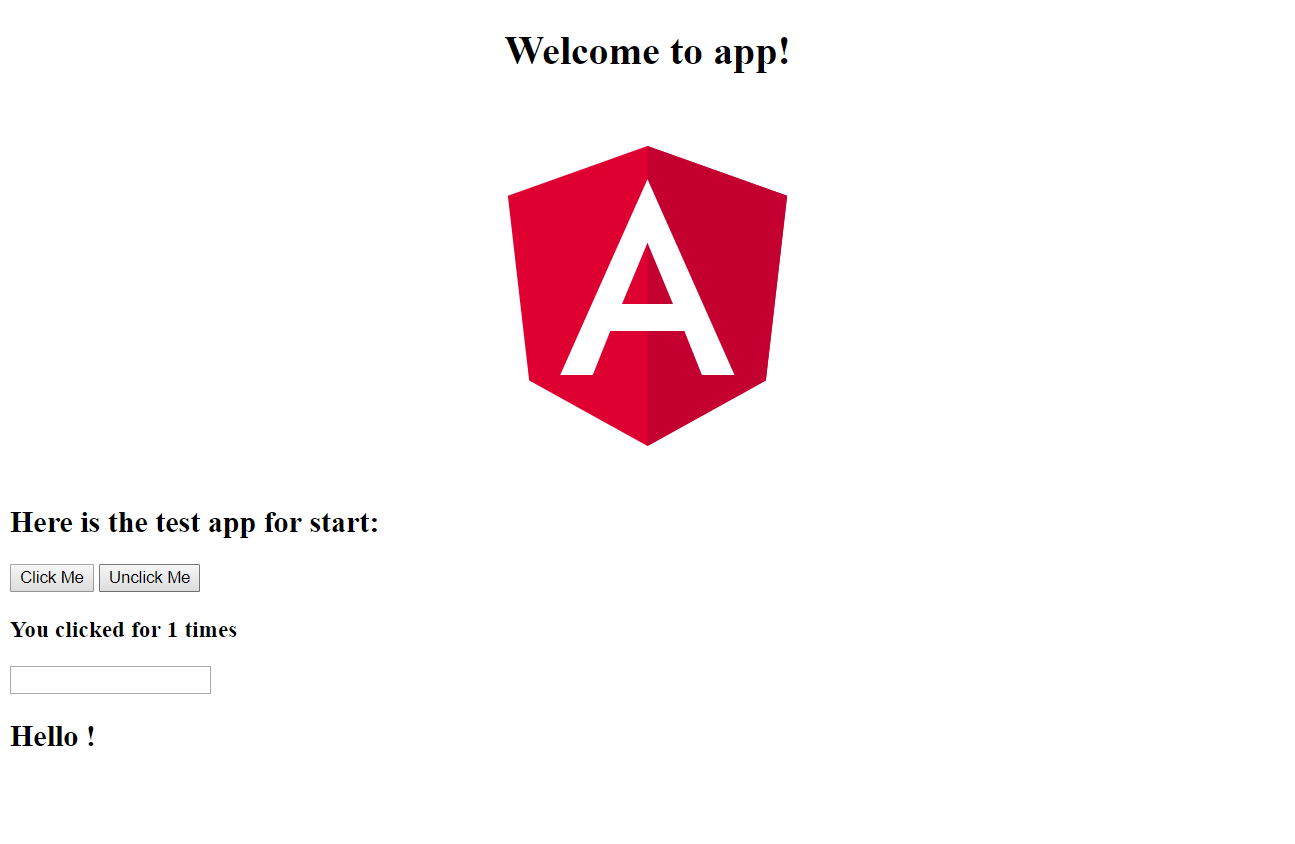 Welcome to app!
A
Here is the test app for start:
Click Me Unclick Me
You clicked for 1 times
Hello !